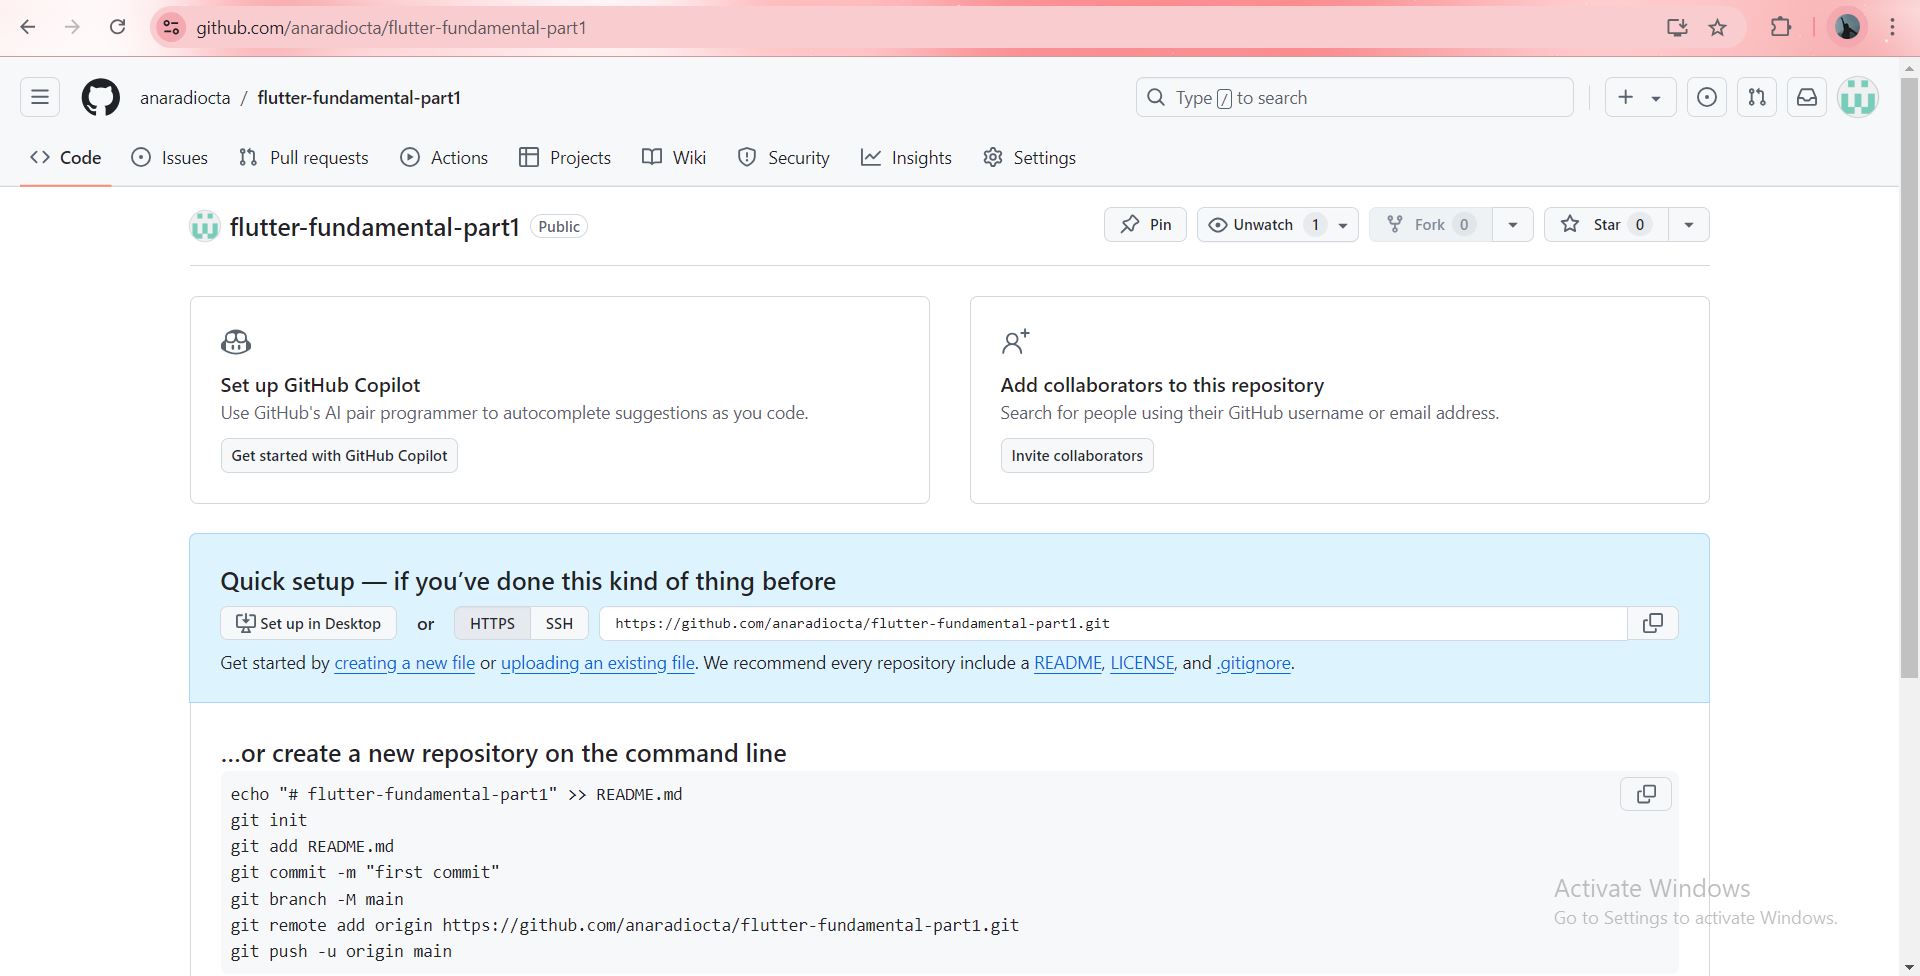 github.com/anaradiocta/flutter-fundamental-part1
anaradiocta / flutter-fundamental-part1
Type / to search
Code Issues Pull requests Actions Projects Wiki Security Insights Settings
flutter-fundamental-part1 Public
Pin Unwatch 1 Fork 0 Star 0
Set up GitHub Copilot
Use GitHub's AI pair programmer to autocomplete suggestions as you code.
Get started with GitHub Copilot
Add collaborators to this repository
Search for people using their GitHub username or email address.
Invite collaborators
Quick setup — if you’ve done this kind of thing before
Set up in Desktop or HTTPS SSH https://github.com/anaradiocta/flutter-fundamental-part1.git
Get started by creating a new file or uploading an existing file. We recommend every repository include a README, LICENSE, and .gitignore.
…or create a new repository on the command line
echo "# flutter-fundamental-part1" >> README.md
git init
git add README.md
git commit -m "first commit"
git branch -M main
git remote add origin https://github.com/anaradiocta/flutter-fundamental-part1.git
git push -u origin main
Activate Windows
Go to Settings to activate Windows.